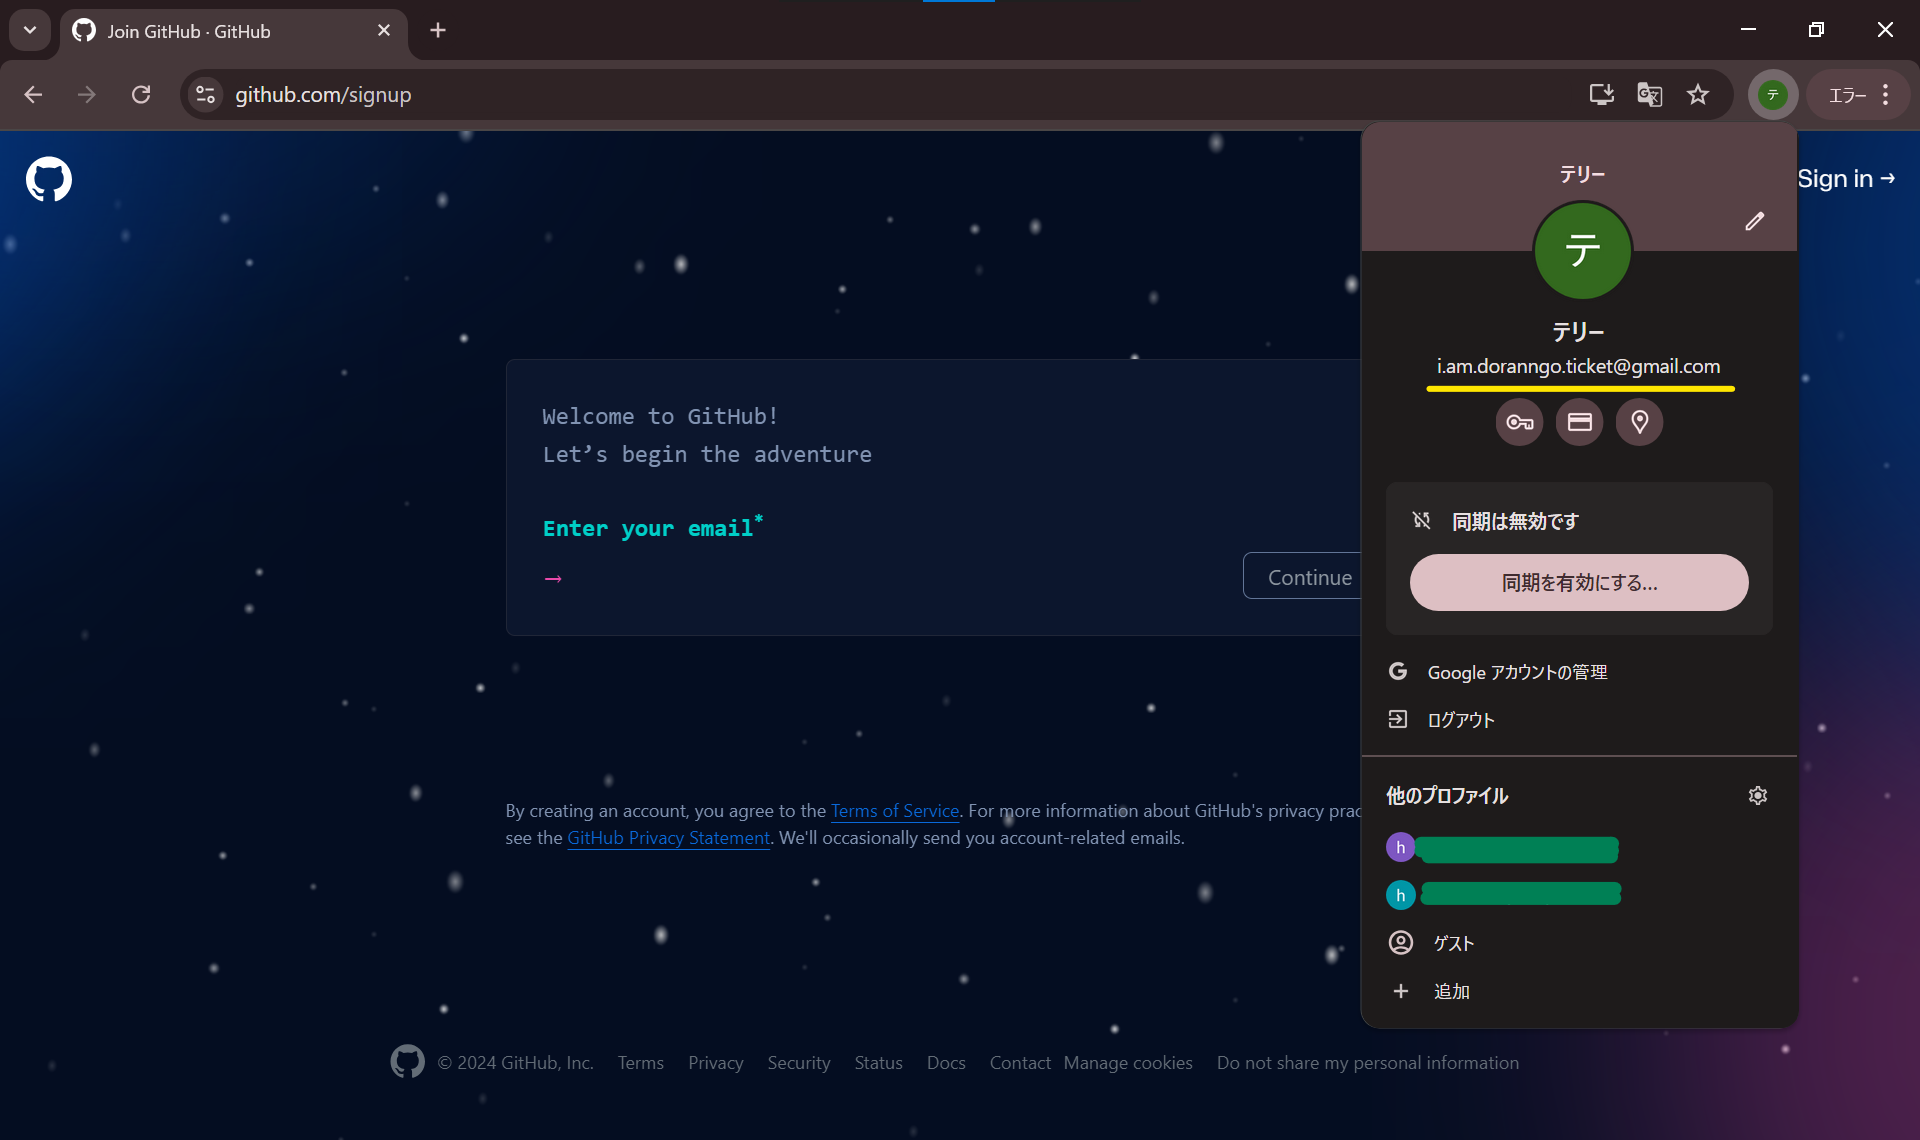 Join GitHub · GitHub
github.com/signup
テ
エラー
Sign in →
Welcome to GitHub!
Let’s begin the adventure
Enter your email*
→
Continue
By creating an account, you agree to the Terms of Service. For more information about GitHub's privacy prac
see the GitHub Privacy Statement. We'll occasionally send you account-related emails.
© 2024 GitHub, Inc.
Terms
Privacy
Security
Status
Docs
Contact
Manage cookies
Do not share my personal information
テリー
テ
テリー
i.am.doranngo.ticket@gmail.com
同期は無効です
同期を有効にする...
G
Google アカウントの管理
ログアウト
他のプロファイル
h
h
ゲスト
追加